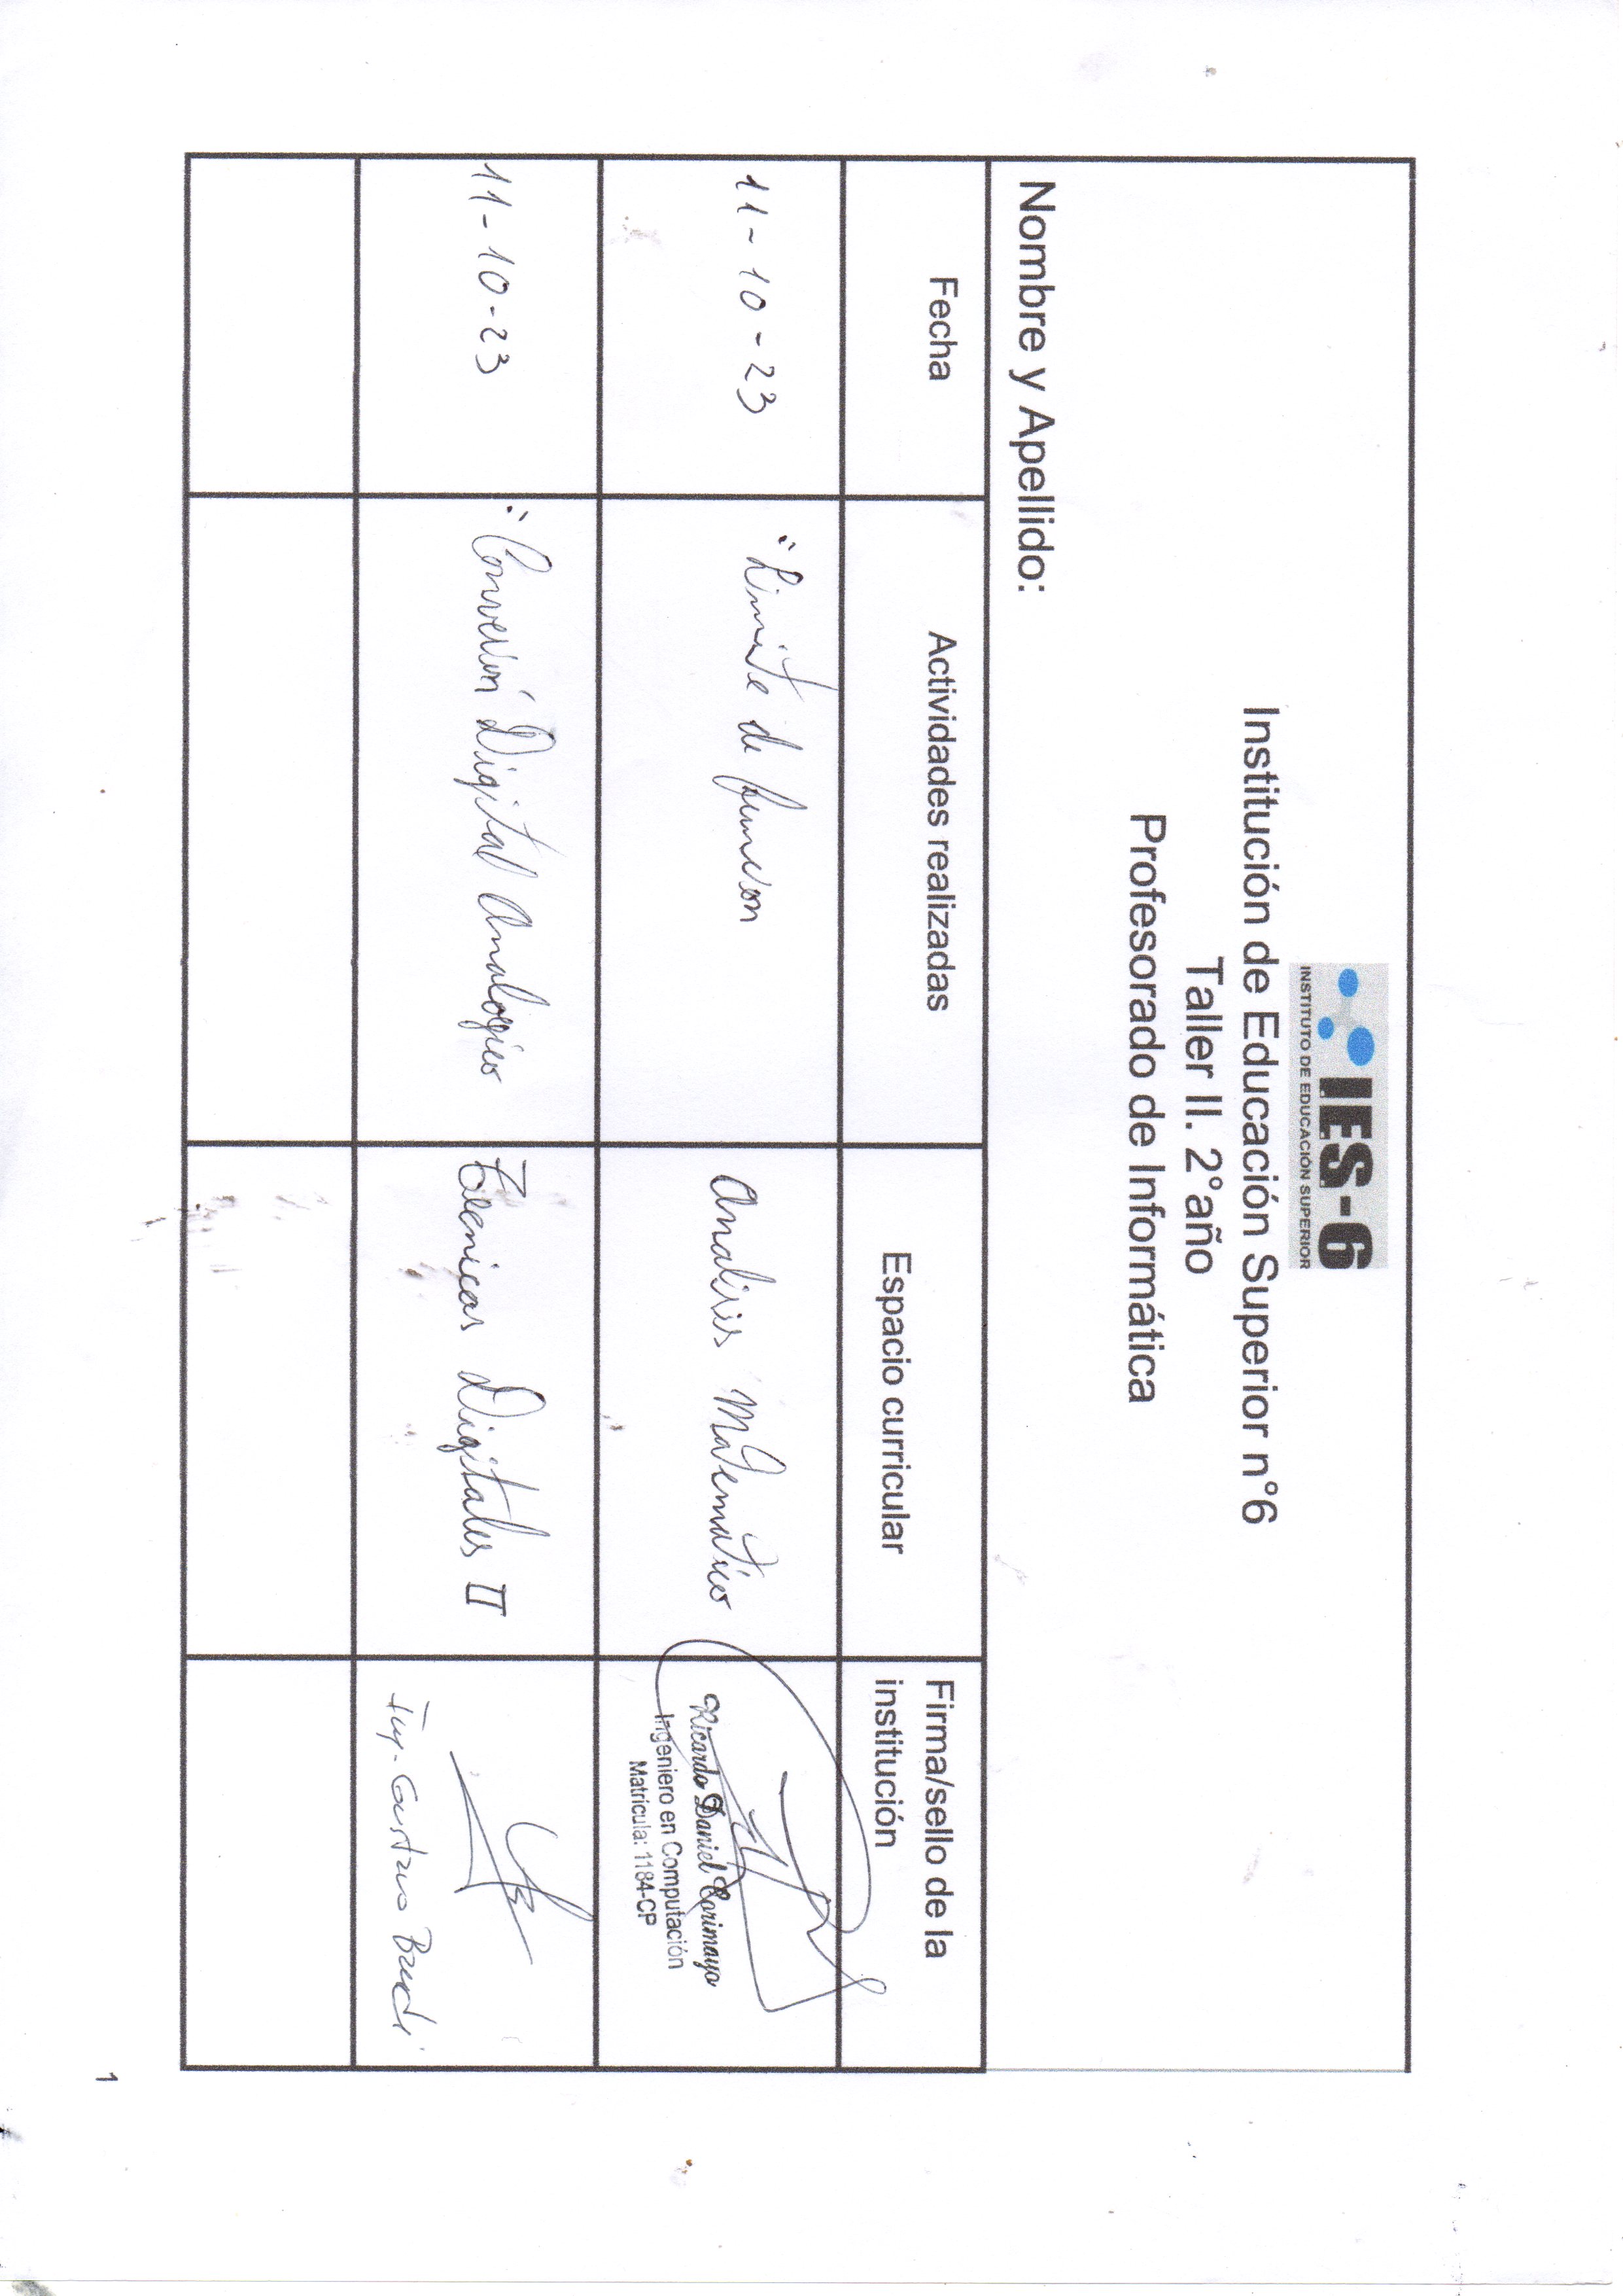 IES-6
INSTITUTO DE EDUCACIÓN SUPERIOR
Institución de Educación Superior n°6
Taller II. 2°año
Profesorado de Informática
Nombre y Apellido:
Fecha
Actividades realizadas
Espacio curricular
Firma/sello de la
institución
11-10-23
"Limite de funcion
Analisis Matematico
Ricardo Daniel Corimayo
Ingeniero en Computación
Matrícula: 1184-CP
11-10-23
"Conversión Digital Analogico
Tecnicas Digitales II
Ing. Gustavo
1